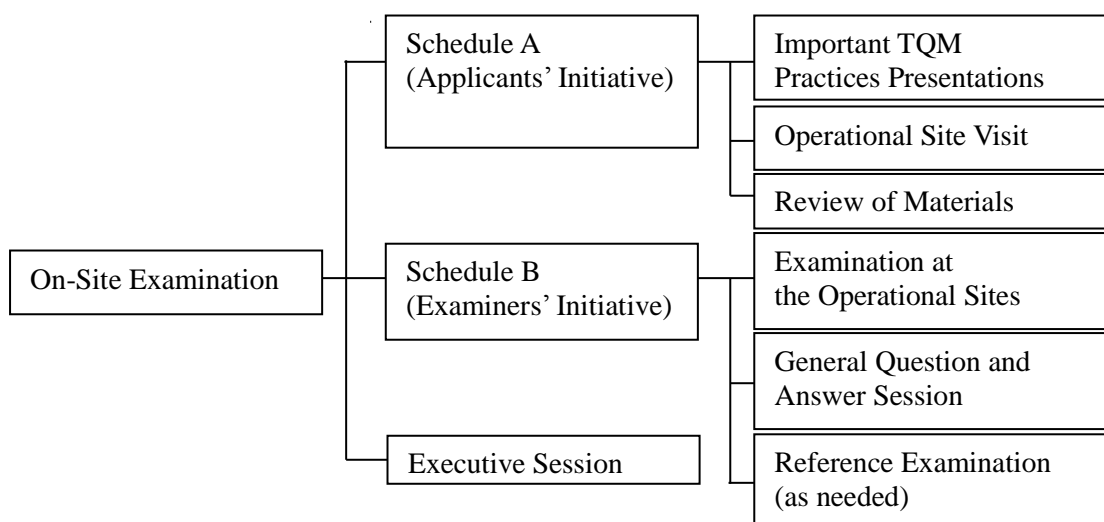 On-Site Examination
Schedule A
(Applicants’ Initiative)
Important TQM
Practices Presentations
Operational Site Visit
Review of Materials
Schedule B
(Examiners’ Initiative)
Examination at
the Operational Sites
General Question and
Answer Session
Reference Examination
(as needed)
Executive Session